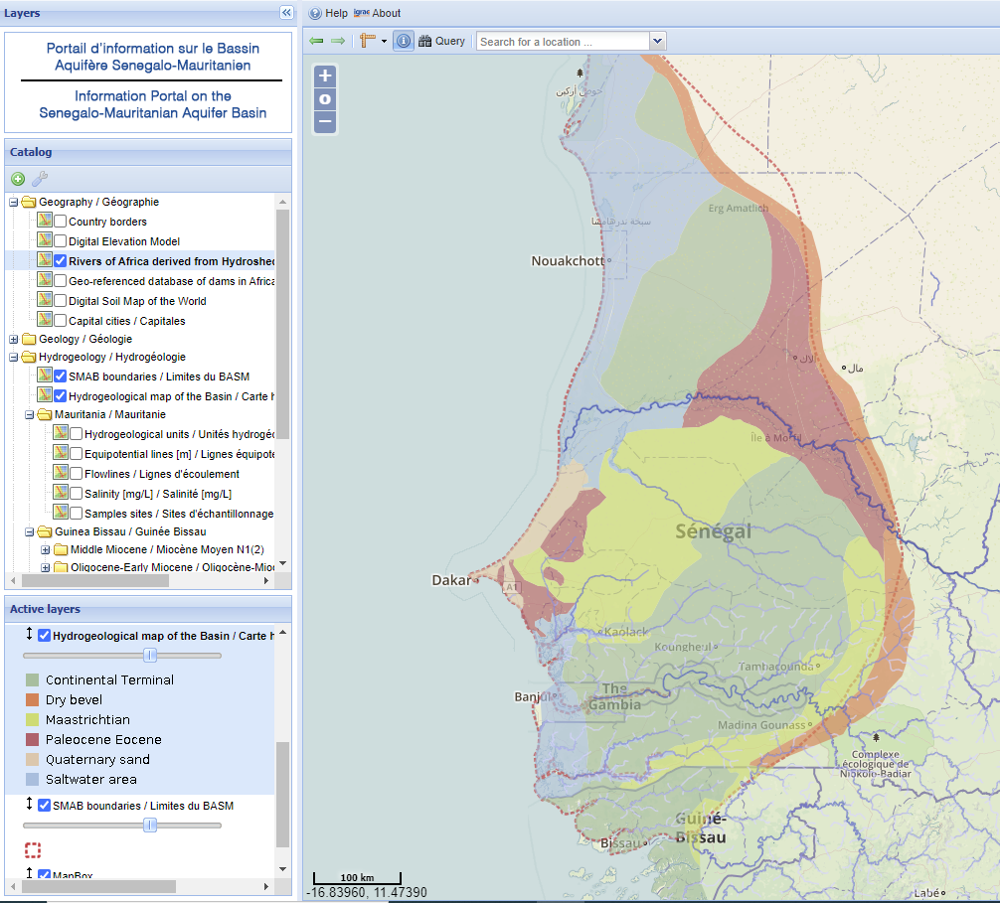 Layers
Portail d'information sur le Bassin
Aquifère Senegalo-Mauritanien
Information Portal on the
Senegalo-Mauritanian Aquifer Basin
Catalog
Geography / Géographie
Country borders
Digital Elevation Model
Rivers of Africa derived from Hydroshed
Geo-referenced database of dams in Africa
Digital Soil Map of the World
Capital cities / Capitales
Geology / Géologie
Hydrogeology / Hydrogéologie
SMAB boundaries / Limites du BASM
Hydrogeological map of the Basin / Carte h
Mauritania / Mauritanie
Hydrogeological units / Unités hydrogéo
Equipotential lines [m] / Lignes équipote
Flowlines / Lignes d'écoulement
Salinity [mg/L] / Salinité [mg/L]
Samples sites / Sites d'échantillonnage
Guinea Bissau / Guinée Bissau
Middle Miocene / Miocène Moyen N1(2)
Oligocene-Early Miocene / Oligocène-Mioc
Active layers
Hydrogeological map of the Basin / Carte h
Continental Terminal
Dry bevel
Maastrichtian
Paleocene Eocene
Quaternary sand
Saltwater area
SMAB boundaries / Limites du BASM
MapBox
Help igrac About
Query Search for a location ...
حوض أركين
Erg Amatlich
Nouakchott
مال
Île à Morfil
Sénégal
Dakar
A1
Kaolack
Koungheul
Tambacounda
Banjul
The
Gambia
Madina Gounass
Complexe
écologique de
Niokolo-Badiar
Guiné-
Bissau
Bissau
Labé
100 km
-16.83960, 11.47390